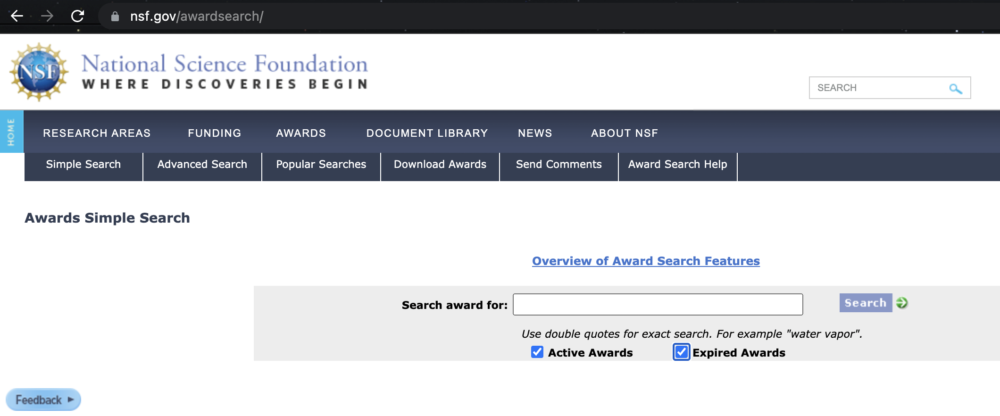 nsf.gov/awardsearch/
NSF
National Science Foundation
WHERE DISCOVERIES BEGIN
SEARCH
HOME
RESEARCH AREAS FUNDING AWARDS DOCUMENT LIBRARY NEWS ABOUT NSF
Simple Search Advanced Search Popular Searches Download Awards Send Comments Award Search Help
Awards Simple Search
Overview of Award Search Features
Search award for: Search
Use double quotes for exact search. For example "water vapor".
Active Awards Expired Awards
Feedback